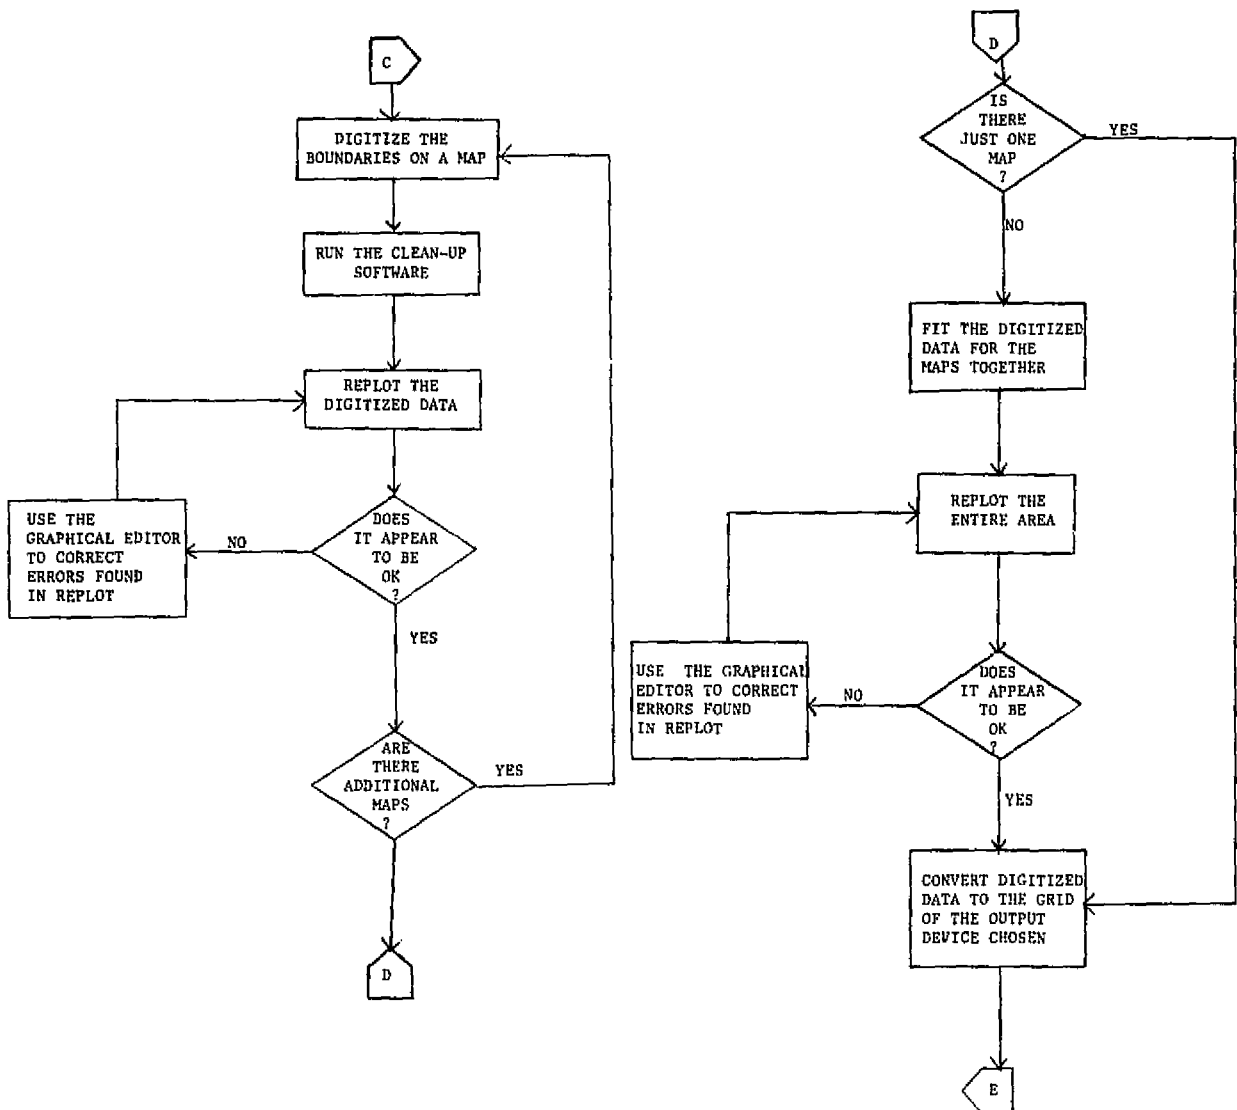 C
DIGITIZE THE
BOUNDARIES ON A MAP
RUN THE CLEAN-UP
SOFTWARE
REPLOT THE
DIGITIZED DATA
USE THE
GRAPHICAL EDITOR
TO CORRECT
ERRORS FOUND
IN REPLOT
NO
DOES
IT APPEAR
TO BE
OK
?
YES
ARE
THERE
ADDITIONAL
MAPS
?
YES
D
D
IS
THERE
JUST ONE
MAP
?
YES
NO
FIT THE DIGITIZED
DATA FOR THE
MAPS TOGETHER
REPLOT THE
ENTIRE AREA
USE THE GRAPHICAL
EDITOR TO CORRECT
ERRORS FOUND
IN REPLOT
NO
DOES
IT APPEAR
TO BE
OK
?
YES
CONVERT DIGITIZED
DATA TO THE GRID
OF THE OUTPUT
DEVICE CHOSEN
E